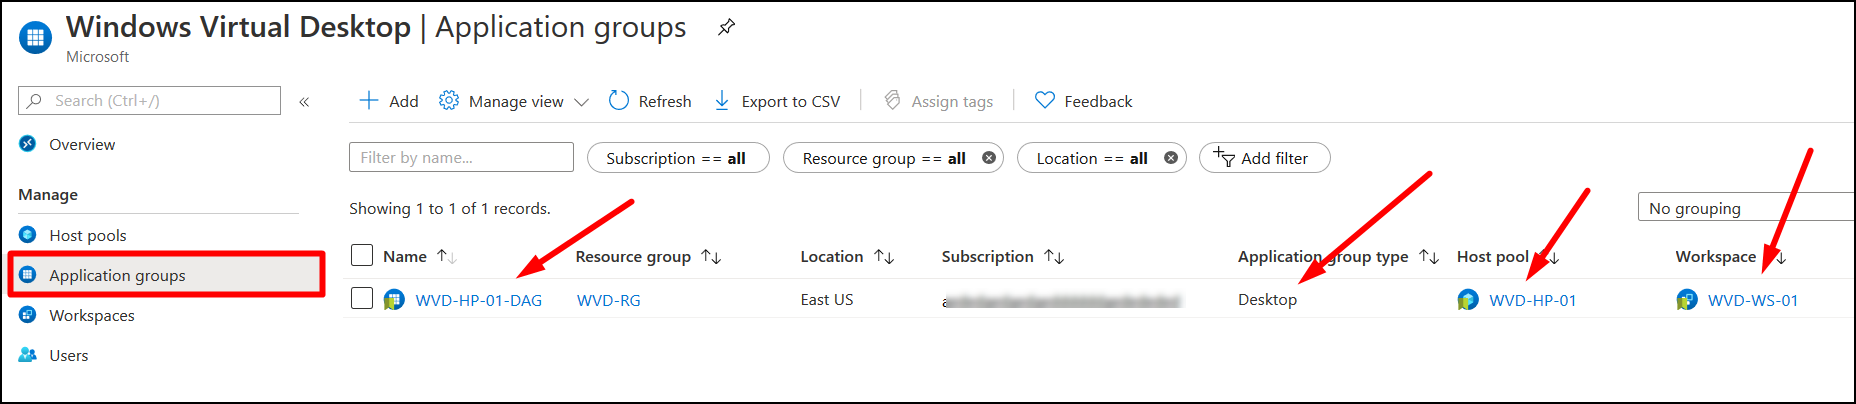 Windows Virtual Desktop | Application groups
Microsoft
Search (Ctrl+/)
«
Add
Manage view
Refresh
Export to CSV
Assign tags
Feedback
Overview
Filter by name...
Subscription == all
Resource group == all
Location == all
Add filter
Manage
Showing 1 to 1 of 1 records.
No grouping
Host pools
Application groups
Workspaces
Users
Name
Resource group
Location
Subscription
Application group type
Host pool
Workspace
WVD-HP-01-DAG
WVD-RG
East US
Desktop
WVD-HP-01
WVD-WS-01